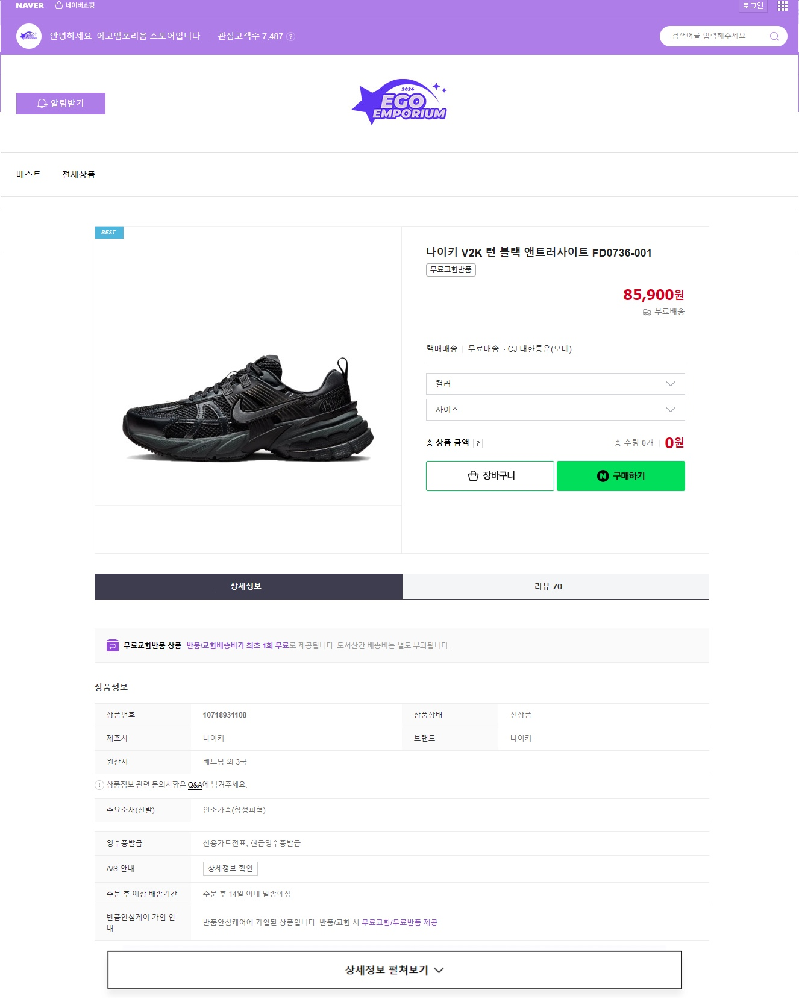 NAVER 네이버쇼핑 로그인
안녕하세요. 에고엠포리움 스토어입니다. 관심고객수 7,487 ?
검색어를 입력해주세요
알림받기
2024
EGO
EMPORIUM
베스트 전체상품
BEST
나이키 V2K 런 블랙 앤트러사이트 FD0736-001
무료교환반품
85,900원
무료배송
택배배송 무료배송 · CJ 대한통운(오네)
컬러
사이즈
총 상품 금액 ? 총 수량 0개 0원
장바구니 N 구매하기
상세정보 리뷰 70
무료교환반품 상품 반품/교환배송비가 최초 1회 무료로 제공됩니다. 도서산간 배송비는 별도 부과됩니다.
상품정보
상품번호 10718931108 상품상태 신상품
제조사 나이키 브랜드 나이키
원산지 베트남 외 3국
상품정보 관련 문의사항은 Q&A에 남겨주세요.
주요소재(신발) 인조가죽(합성피혁)
영수증발급 신용카드전표, 현금영수증발급
A/S 안내 상세정보 확인
주문 후 예상 배송기간 주문 후 14일 이내 발송예정
반품안심케어 가입 안
내
반품안심케어에 가입된 상품입니다. 반품/교환 시 무료교환/무료반품 제공
상세정보 펼쳐보기